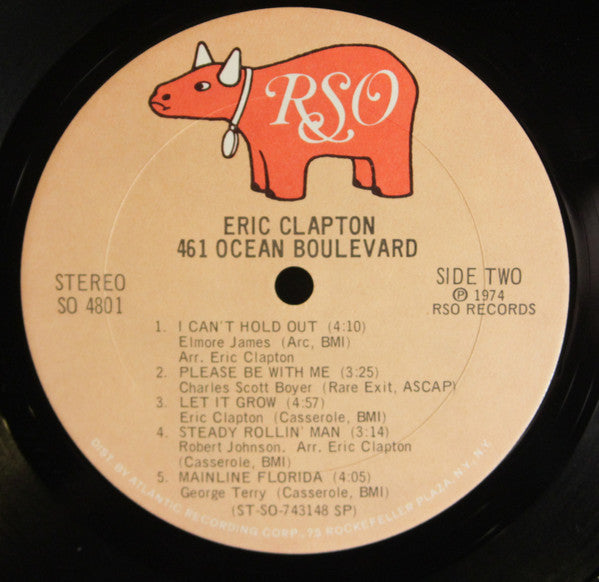 RSO
ERIC CLAPTON
461 OCEAN BOULEVARD
STEREO
SO 4801
SIDE TWO
℗ 1974
RSO RECORDS
1. I CAN'T HOLD OUT (4:10)
Elmore James (Arc, BMI)
Arr. Eric Clapton
2. PLEASE BE WITH ME (3:25)
Charles Scott Boyer (Rare Exit, ASCAP)
3. LET IT GROW (4:57)
Eric Clapton (Casserole, BMI)
4. STEADY ROLLIN' MAN (3:14)
Robert Johnson. Arr. Eric Clapton
(Casserole, BMI)
5. MAINLINE FLORIDA (4:05)
George Terry (Casserole, BMI)
(ST-SO-743148 SP)
DIST. BY ATLANTIC RECORDING CORP., 75 ROCKEFELLER PLAZA, N.Y., N.Y.